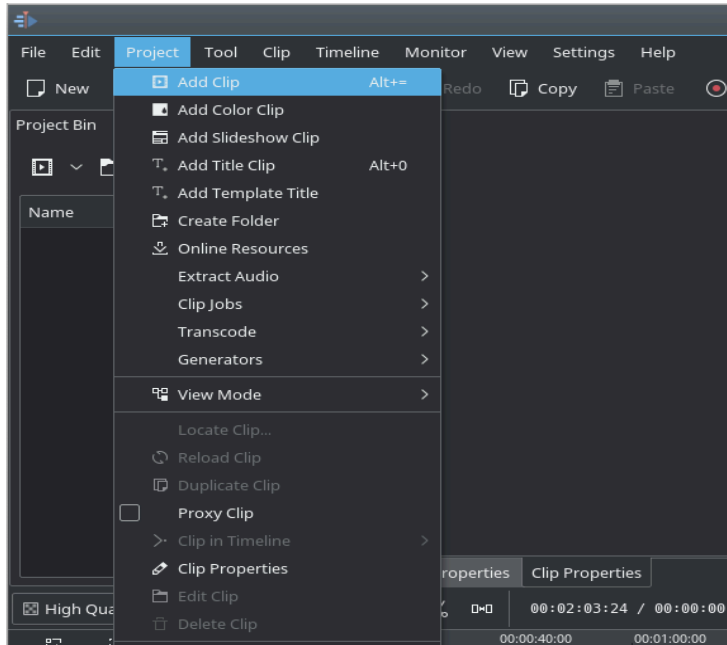 File Edit Project Tool Clip Timeline Monitor View Settings Help
New Redo Copy Paste
Project Bin
Name
Add Clip Alt+=
Add Color Clip
Add Slideshow Clip
Add Title Clip Alt+0
Add Template Title
Create Folder
Online Resources
Extract Audio
Clip Jobs
Transcode
Generators
View Mode
Locate Clip...
Reload Clip
Duplicate Clip
Proxy Clip
Clip in Timeline
Clip Properties
Edit Clip
Delete Clip
roperties Clip Properties
High Qua 00:02:03:24 / 00:00:00
00:00:40:00 00:01:00:00